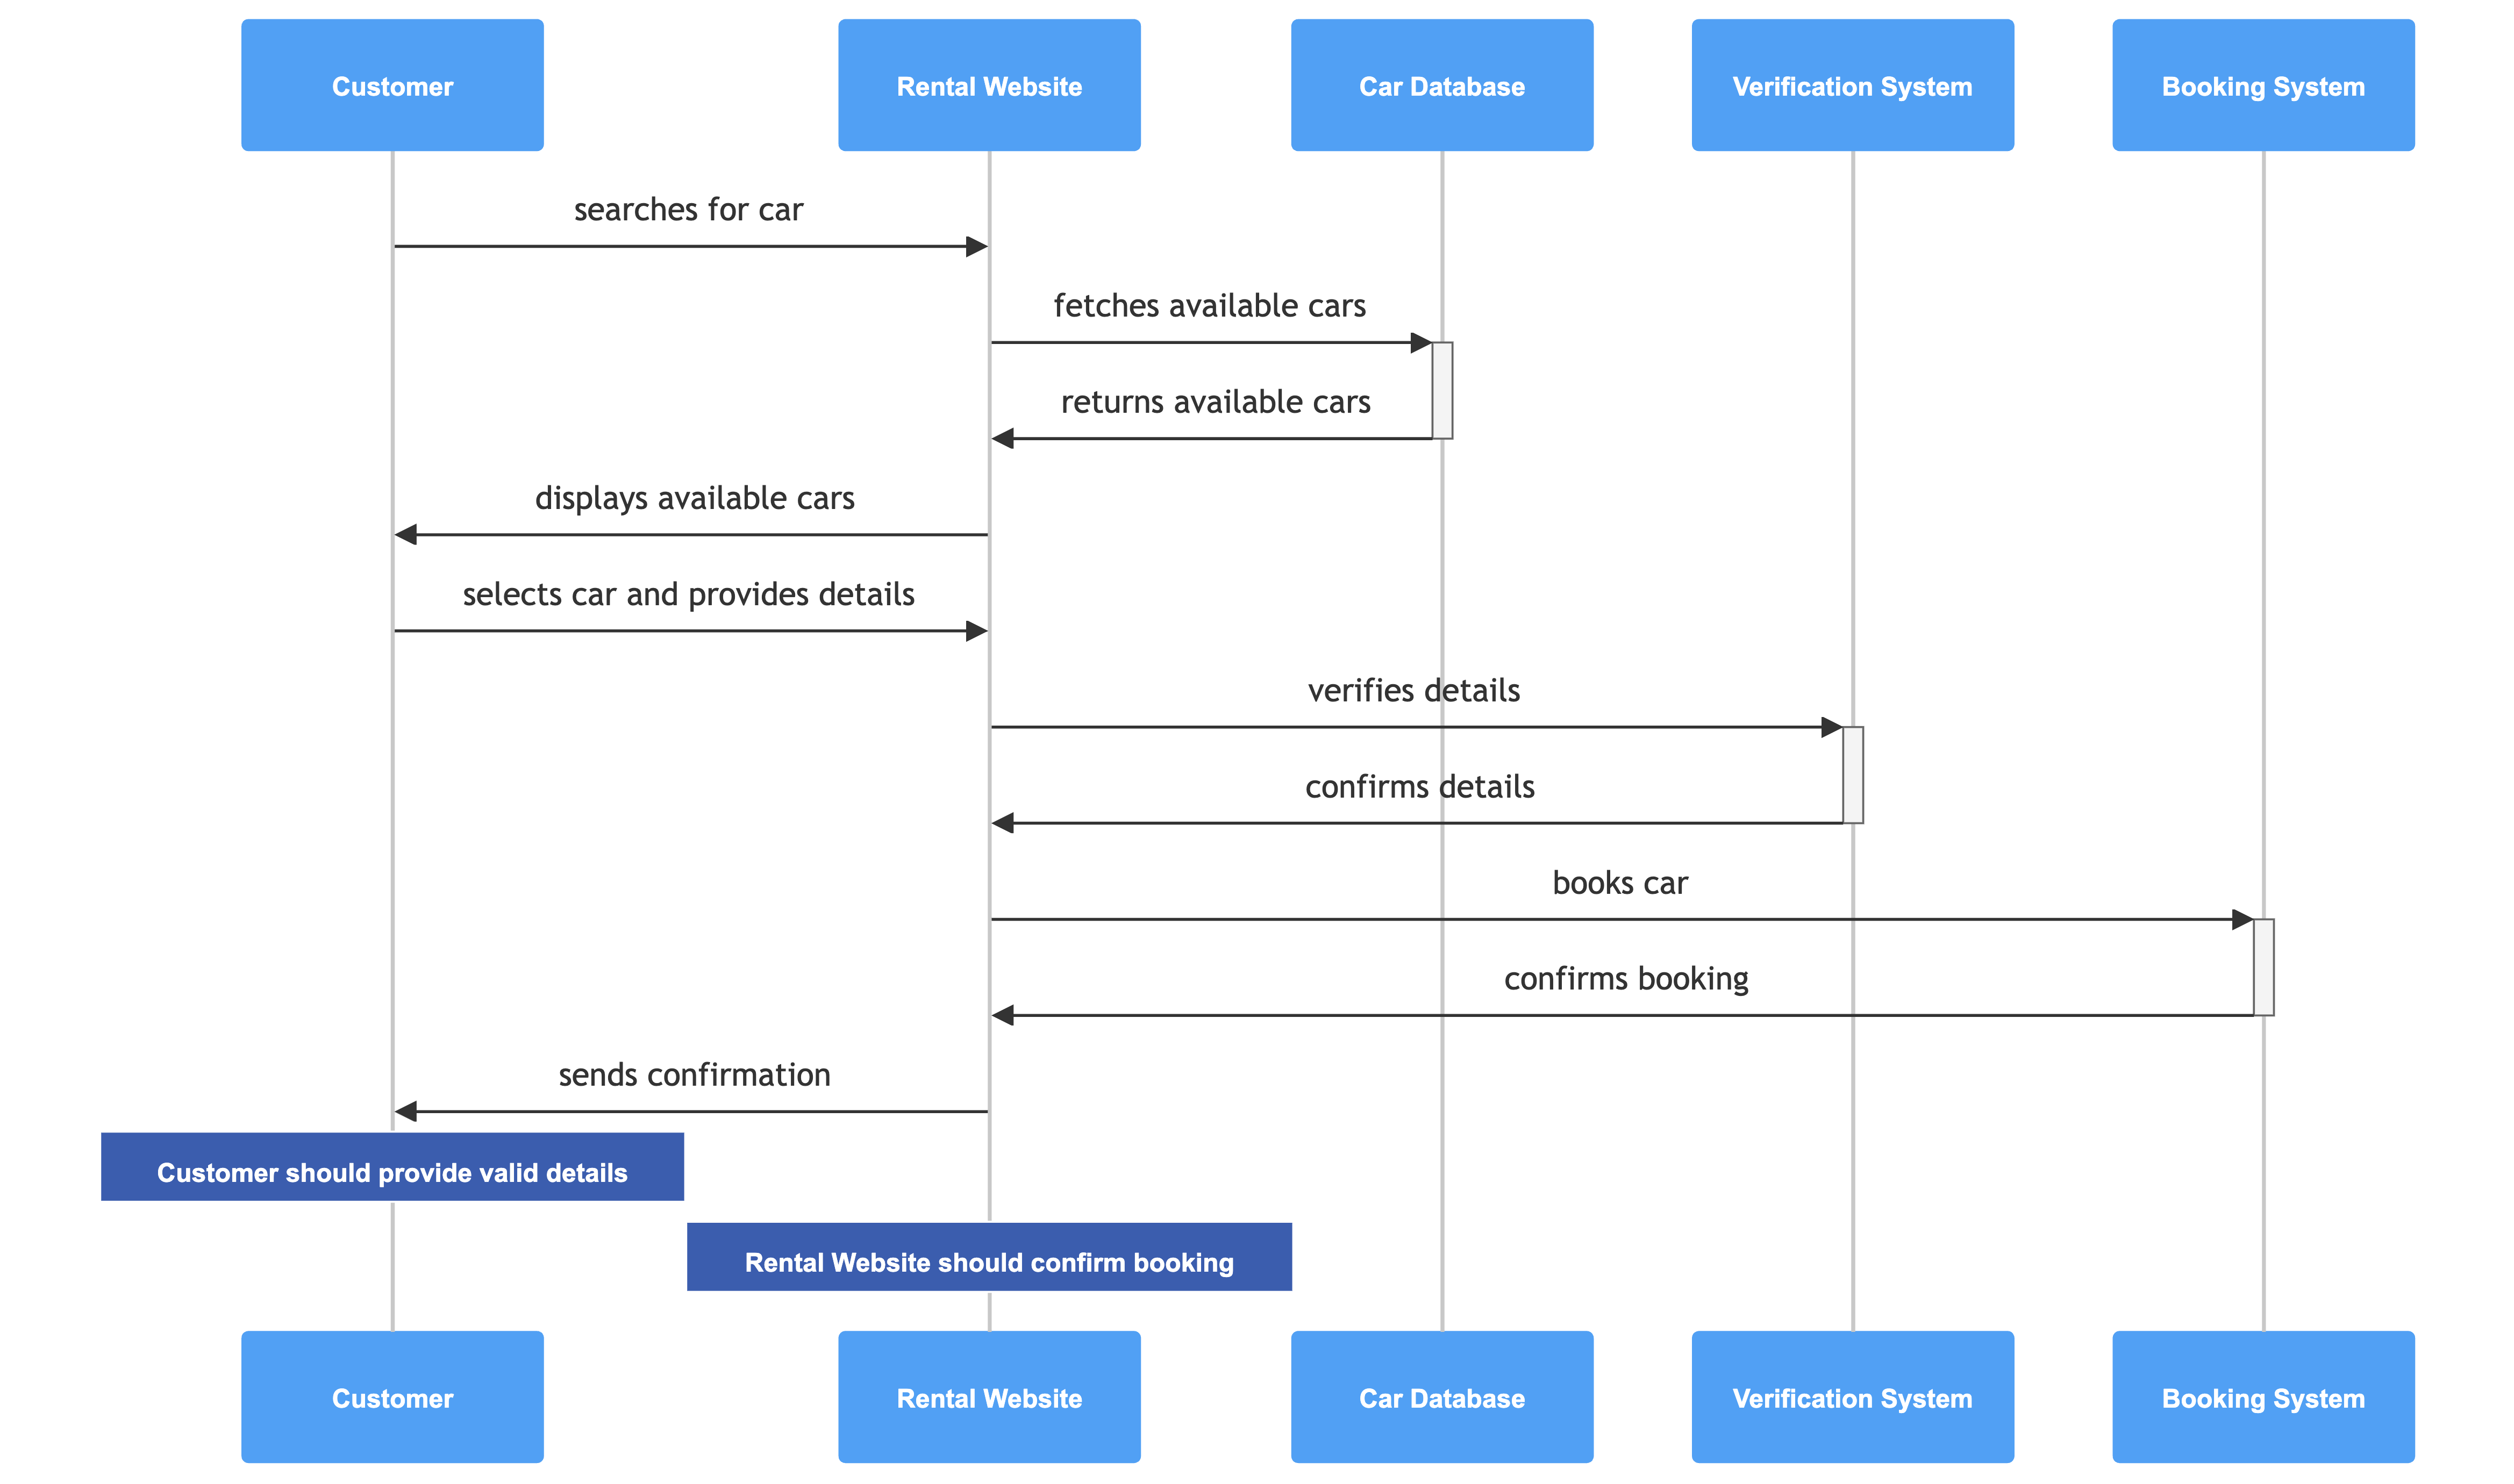 Customer
Rental Website
Car Database
Verification System
Booking System
searches for car
fetches available cars
returns available cars
displays available cars
selects car and provides details
verifies details
confirms details
books car
confirms booking
sends confirmation
Customer should provide valid details
Rental Website should confirm booking
Customer
Rental Website
Car Database
Verification System
Booking System